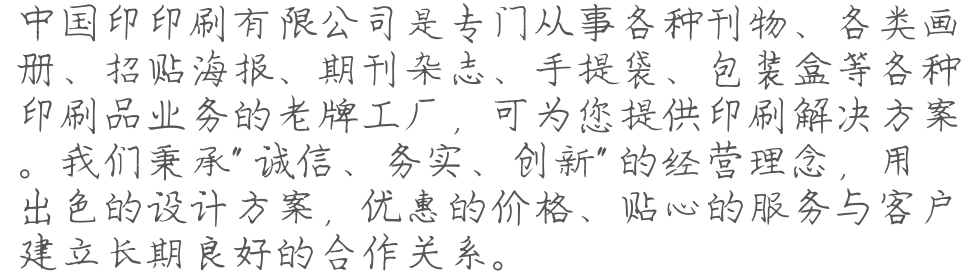 中国印印刷有限公司是专门从事各种刊物、各类画
册、招贴海报、期刊杂志、手提袋、包装盒等各种
印刷品业务的老牌工厂，可为您提供印刷解决方案
。我们秉承"诚信、务实、创新"的经营理念，用
出色的设计方案，优惠的价格、贴心的服务与客户
建立长期良好的合作关系。